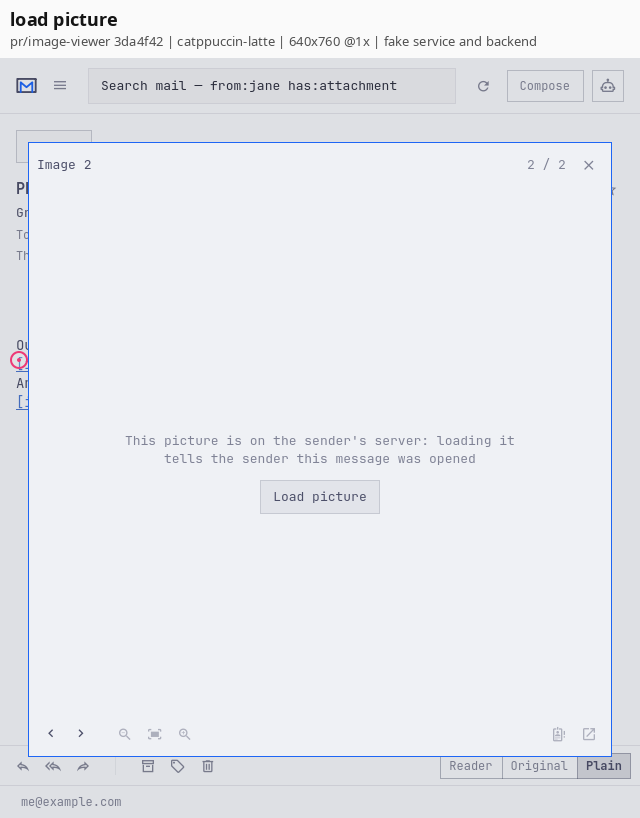 load picture
pr/image-viewer 3da4f42 | catppuccin-latte | 640x760 @1x | fake service and backend
Search mail — from:jane has:attachment
Compose
Image 2
2 / 2
This picture is on the sender's server: loading it
tells the sender this message was opened
Load picture
Reader
Original
Plain
me@example.com